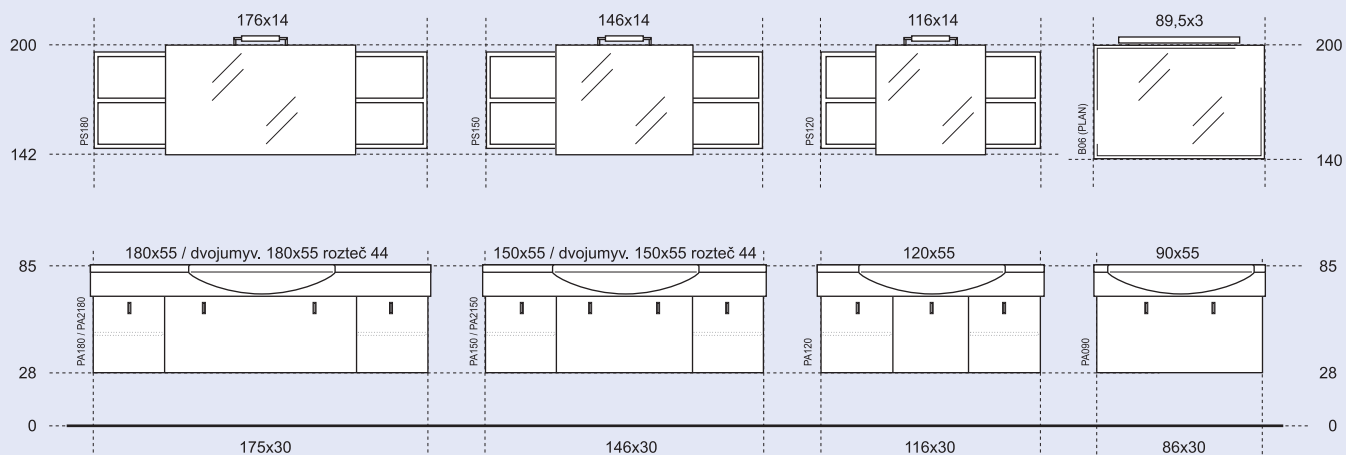 176x14
146x14
116x14
89,5x3
200
200
PS180
PS150
PS120
B06 (PLAN)
142
140
180x55 / dvojumyv. 180x55 rozteč 44
150x55 / dvojumyv. 150x55 rozteč 44
120x55
90x55
85
85
PA180 / PA2180
PA150 / PA2150
PA120
PA090
28
28
0
0
175x30
146x30
116x30
86x30